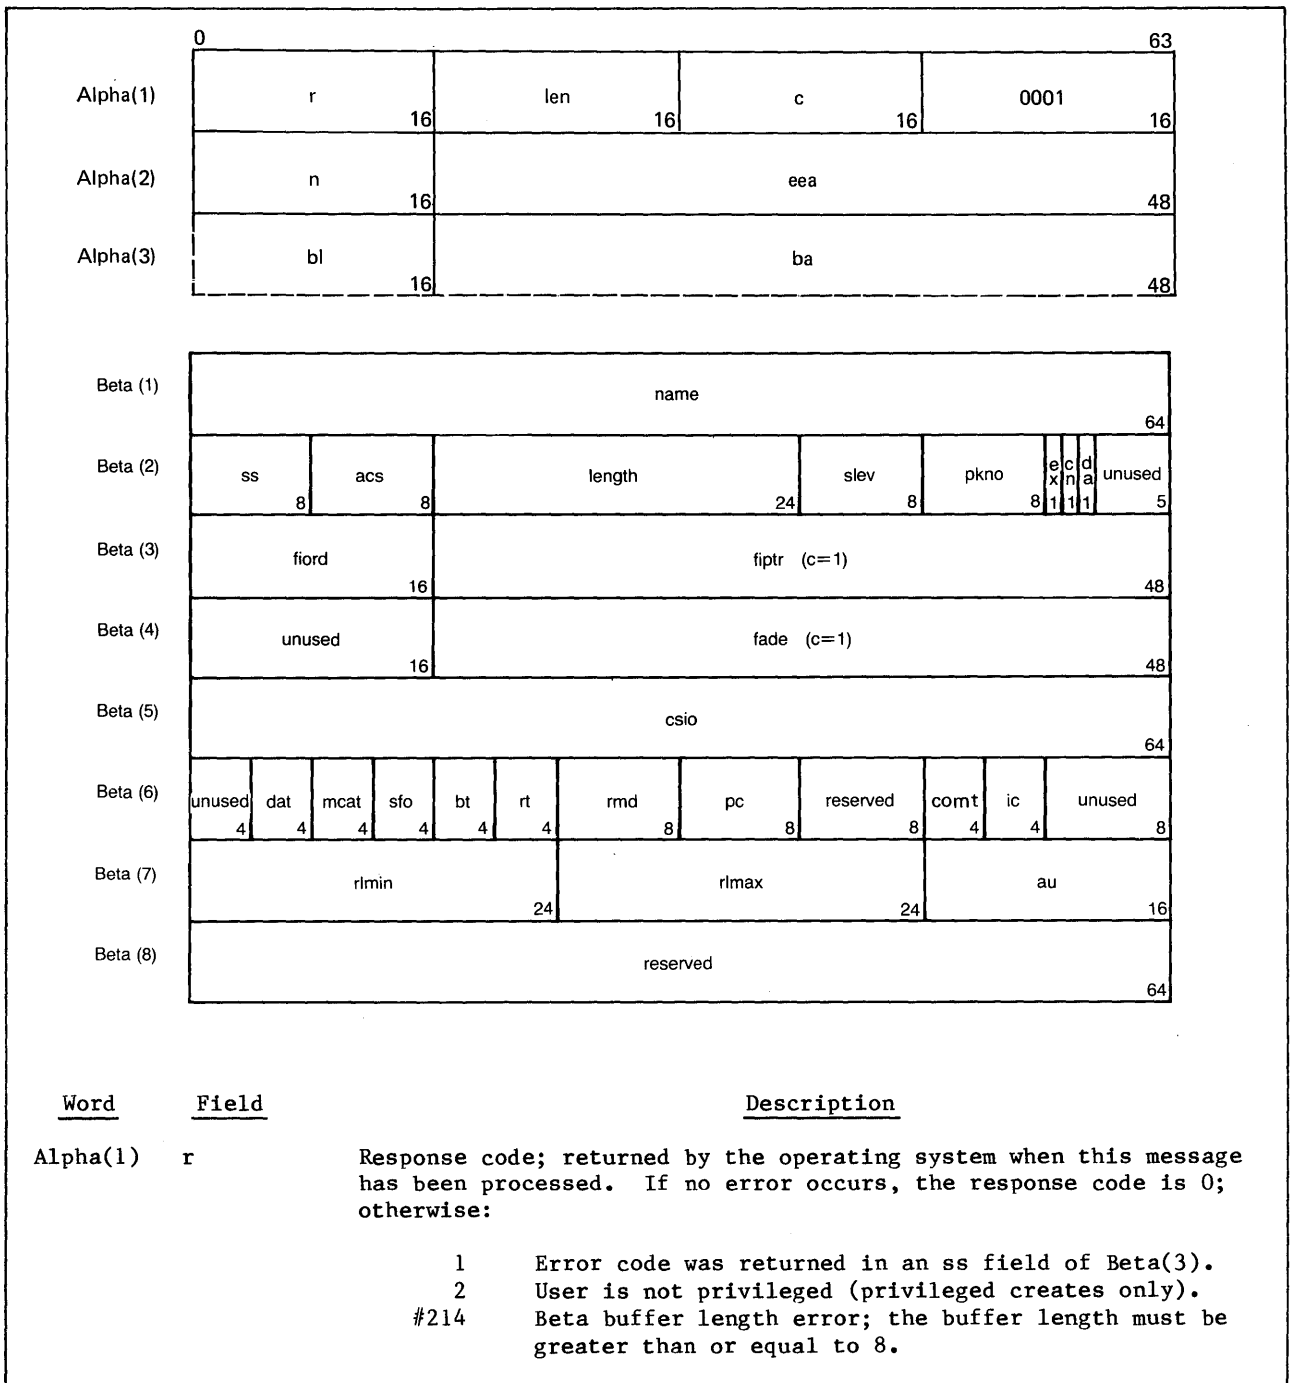 0 63
Alpha(1) r 16 len 16 c 16 0001 16
Alpha(2) n 16 eea 48
Alpha(3) bl 16 ba 48
Beta (1) name 64
Beta (2) ss 8 acs 8 length 24 slev 8 pkno 8 ex 1 cn 1 da 1 unused 5
Beta (3) fiord 16 fiptr (c=1) 48
Beta (4) unused 16 fade (c=1) 48
Beta (5) csio 64
Beta (6) unused 4 dat 4 mcat 4 sfo 4 bt 4 rt 4 rmd 8 pc 8 reserved 8 comt 4 ic 4 unused 8
Beta (7) rlmin 24 rlmax 24 au 16
Beta (8) reserved 64
Word Field Description
Alpha(1) r Response code; returned by the operating system when this message
has been processed. If no error occurs, the response code is 0;
otherwise:
1 Error code was returned in an ss field of Beta(3).
2 User is not privileged (privileged creates only).
#214 Beta buffer length error; the buffer length must be
greater than or equal to 8.